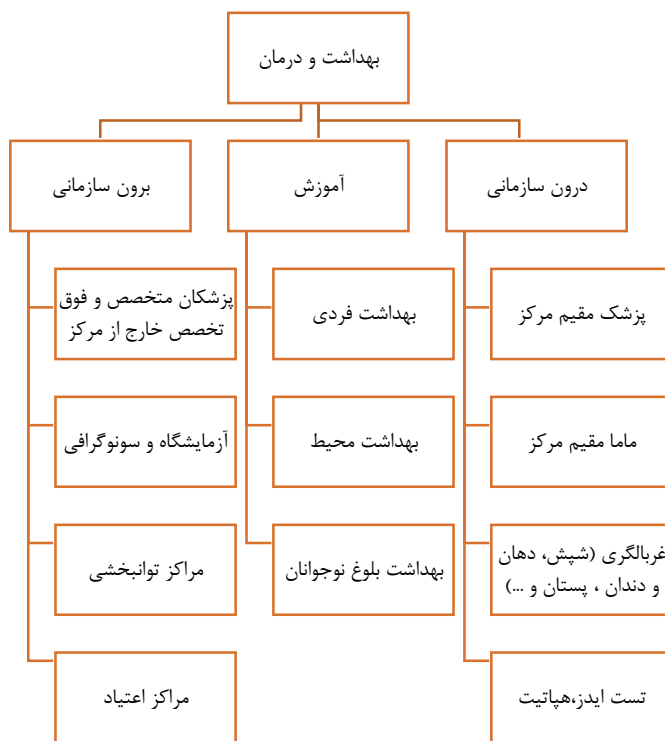 بهداشت و درمان
درون سازمانی
پزشک مقیم مرکز
ماما مقیم مرکز
غربالگری (شپش، دهان
و دندان ، پستان و ...)
تست ایدز،هپاتیت
آموزش
بهداشت فردی
بهداشت محیط
بهداشت بلوغ نوجوانان
برون سازمانی
پزشکان متخصص و فوق
تخصص خارج از مرکز
آزمایشگاه و سونوگرافی
مراکز توانبخشی
مراکز اعتیاد